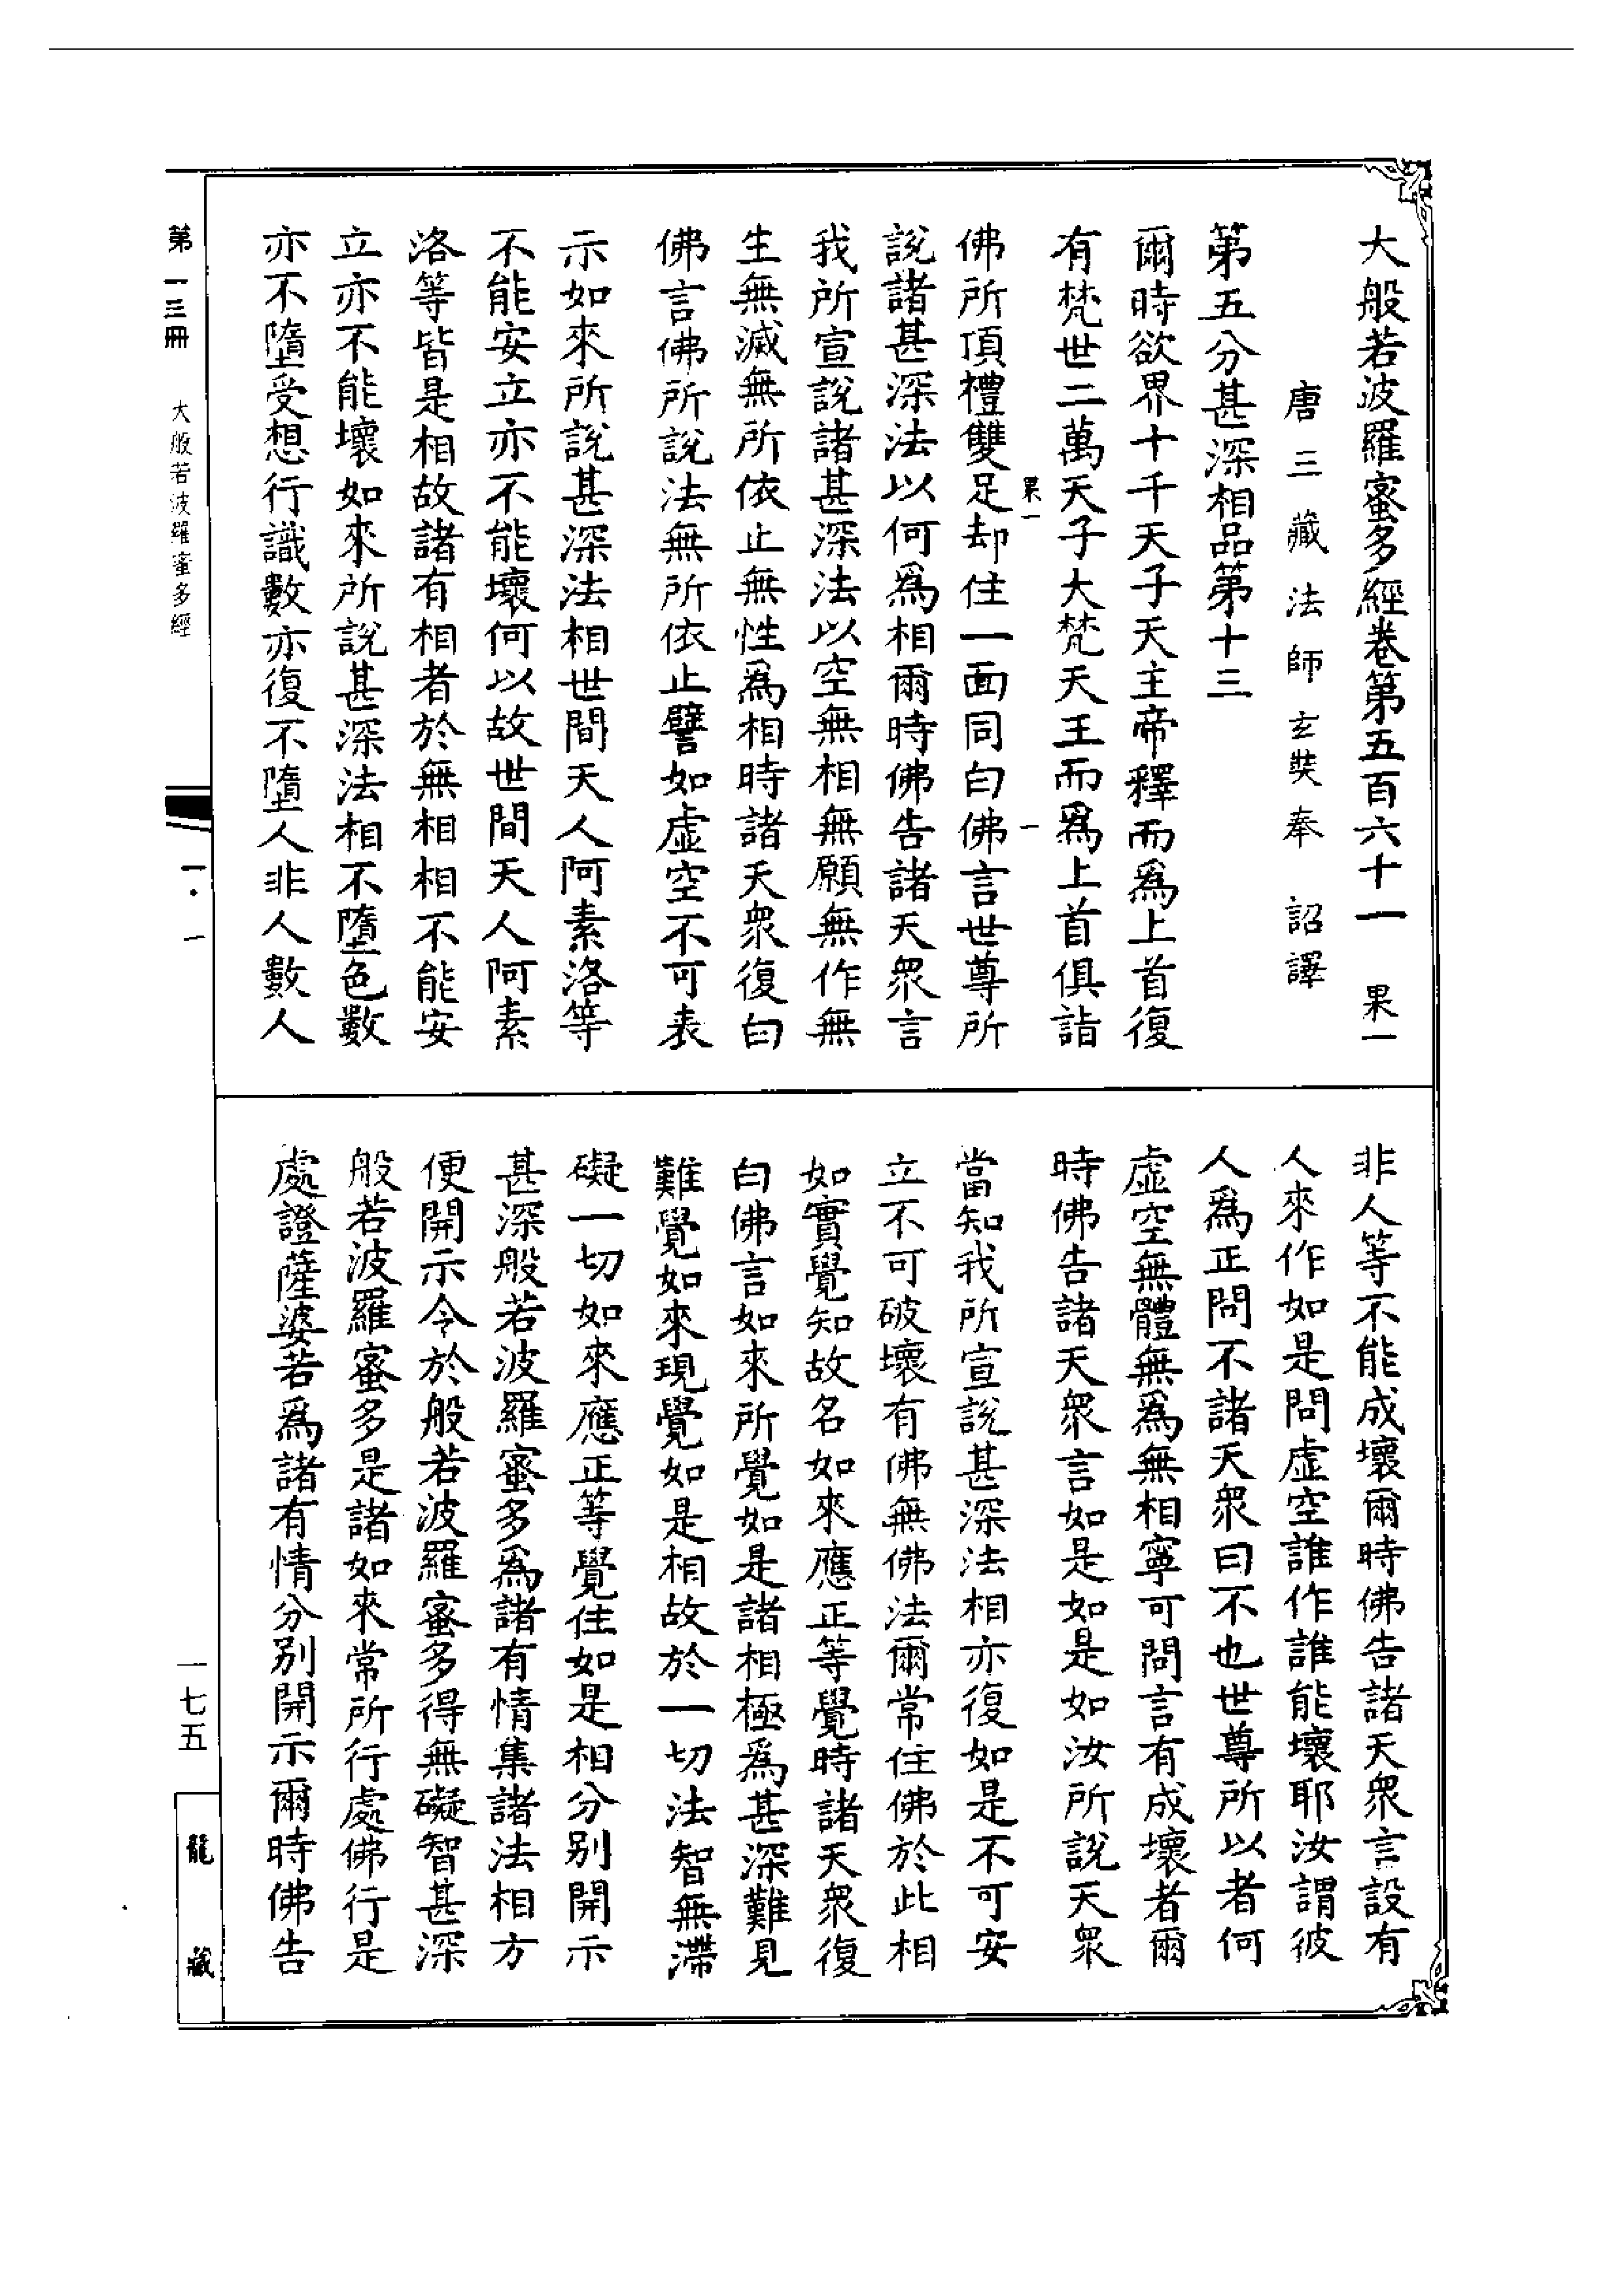 大般若波羅蜜多經卷第五百六十一　果一
唐三藏法師玄奘奉　詔譯
第五分甚深相品第十三
爾時欲界十千天子天主帝釋而爲上首復
有梵世二萬天子大梵天王而爲上首俱詣
果一　一
佛所頂禮雙足却住一面同白佛言世尊所
說諸甚深法以何爲相爾時佛告諸天衆言
我所宣說諸甚深法以空無相無願無作無
生無滅無所依止無性爲相時諸天衆復白
佛言佛所說法無所依止譬如虛空不可表
示如來所說甚深法相世間天人阿素洛等
不能安立亦不能壞何以故世間天人阿素
洛等皆是相故諸有相者於無相相不能安
立亦不能壞如來所說甚深法相不墮色數
亦不墮受想行識數亦復不墮人非人數人
非人等不能成壞爾時佛告諸天衆言設有
人來作如是問虛空誰作誰能壞耶汝謂彼
人爲正問不諸天衆曰不也世尊所以者何
虛空無體無爲無相寧可問言有成壞者爾
時佛告諸天衆言如是如是如汝所說天衆
當知我所宣說甚深法相亦復如是不可安
立不可破壞有佛無佛法爾常住佛於此相
如實覺知故名如來應正等覺時諸天衆復
白佛言如來所覺如是諸相極爲甚深難見
難覺如來現覺如是相故於一切法智無滯
礙一切如來應正等覺住如是相分别開示
甚深般若波羅蜜多爲諸有情集諸法相方
便開示令於般若波羅蜜多得無礙智甚深
般若波羅蜜多是諸如來常所行處佛行是
處證薩婆若爲諸有情分别開示爾時佛告
第一三冊　大般若波羅蜜多經
一·一
一七五
龍藏